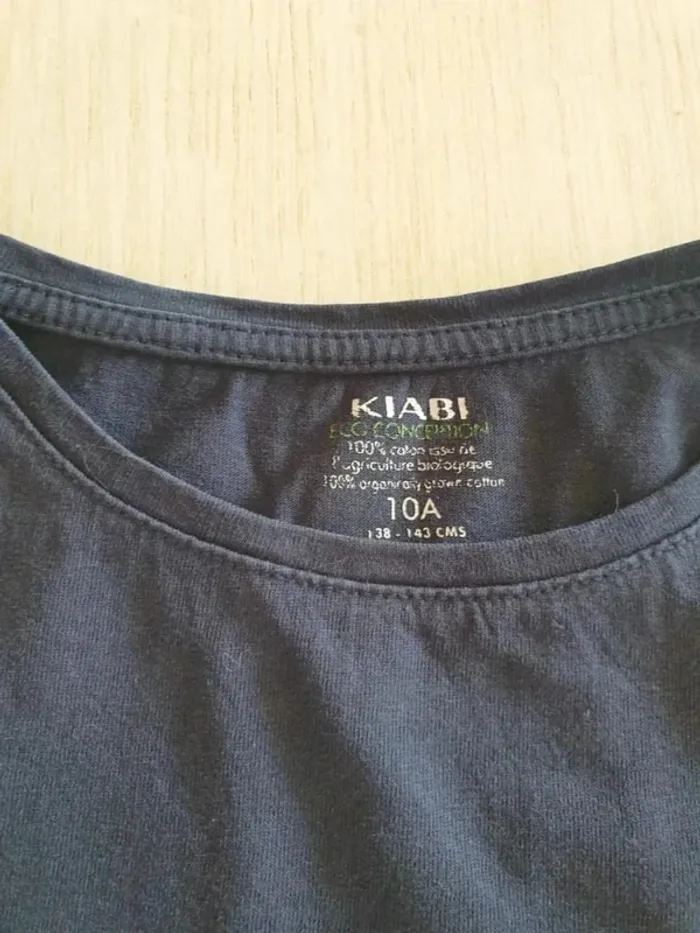 KIABI
ECO CONCEPTION
100% coton issu de
l'agriculture biologique
100% organically grown cotton
10A
138 - 143 CMS